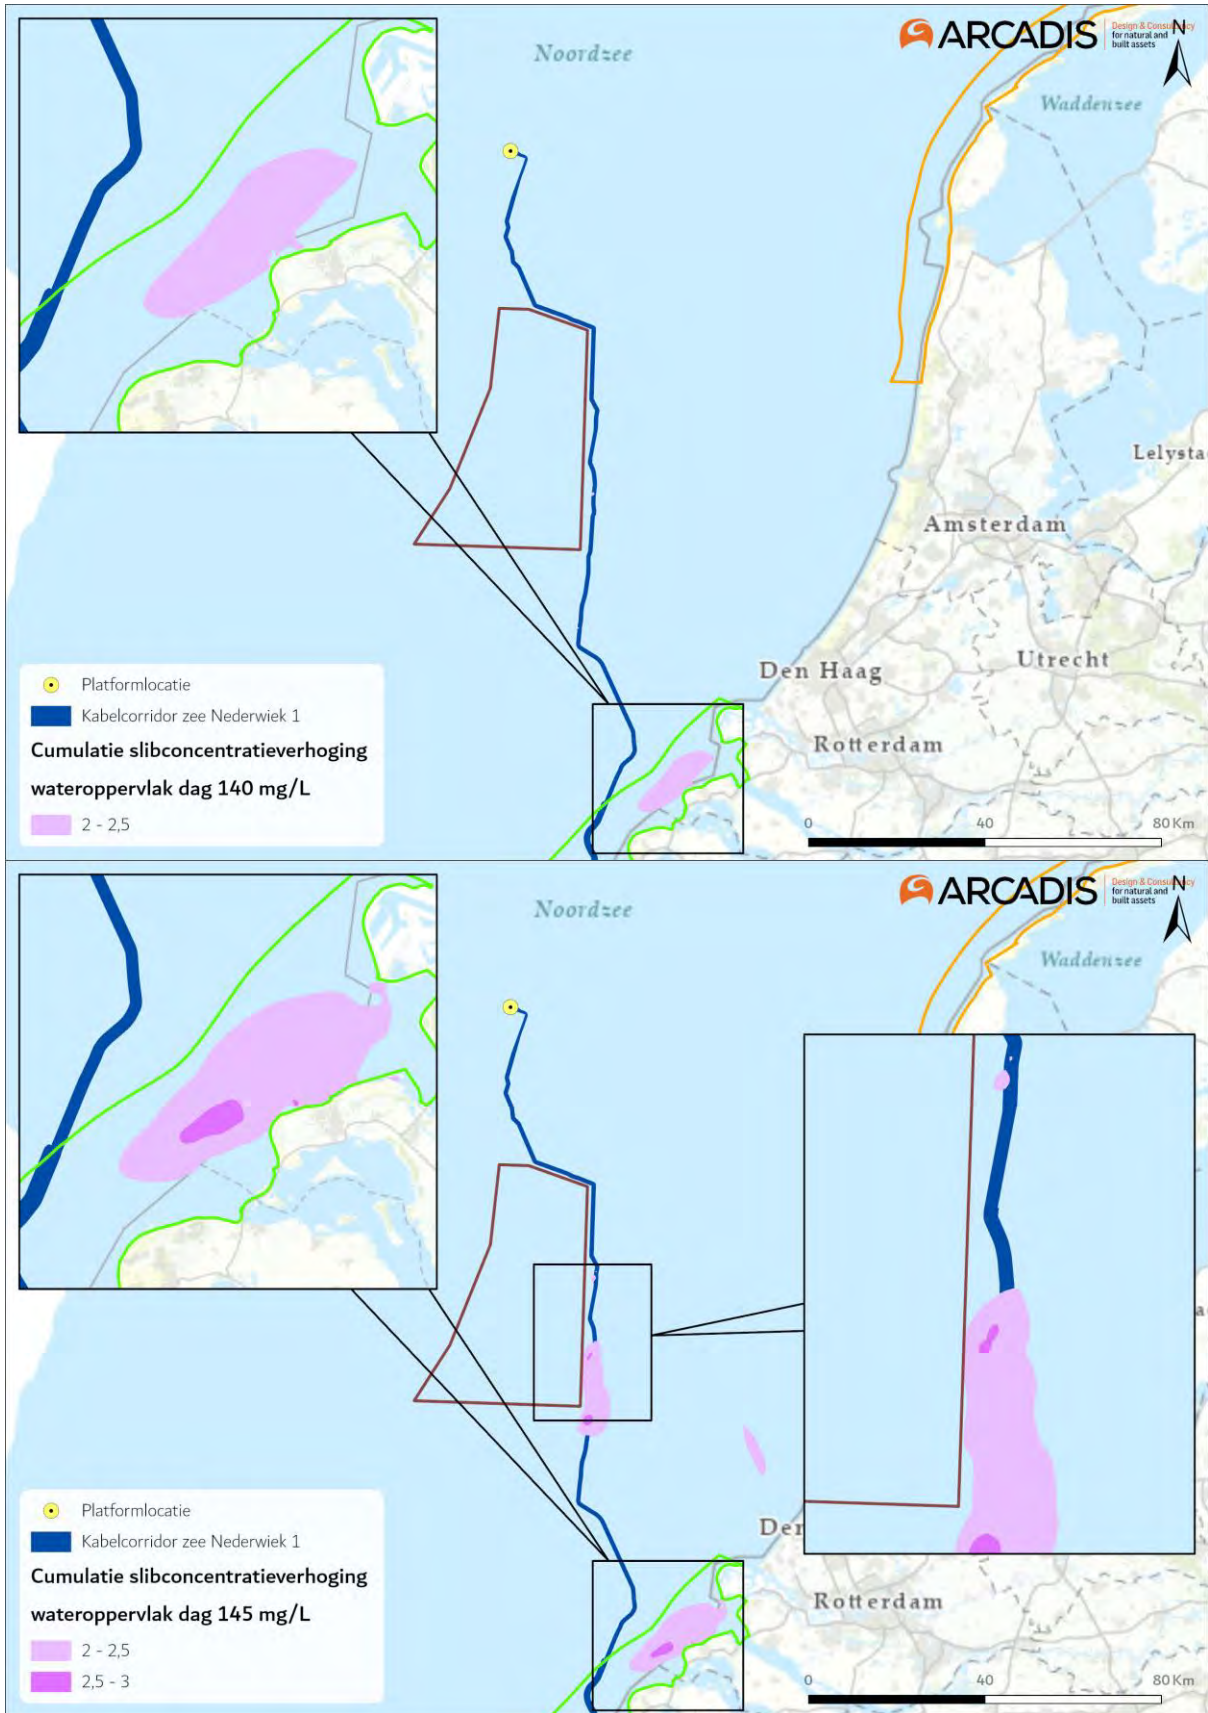 Noordzee
ARCADIS
Design & Consultancy
for natural and
built assets
N
Waddenzee
Lelysta
Amsterdam
Utrecht
Den Haag
Rotterdam
Platformlocatie
Kabelcorridor zee Nederwiek 1
Cumulatie slibconcentratieverhoging
wateroppervlak dag 140 mg/L
2 - 2,5
0 40 80 Km
Noordzee
ARCADIS
Design & Consultancy
for natural and
built assets
N
Waddenzee
a
Der
Rotterdam
Platformlocatie
Kabelcorridor zee Nederwiek 1
Cumulatie slibconcentratieverhoging
wateroppervlak dag 145 mg/L
2 - 2,5
2,5 - 3
0 40 80 Km